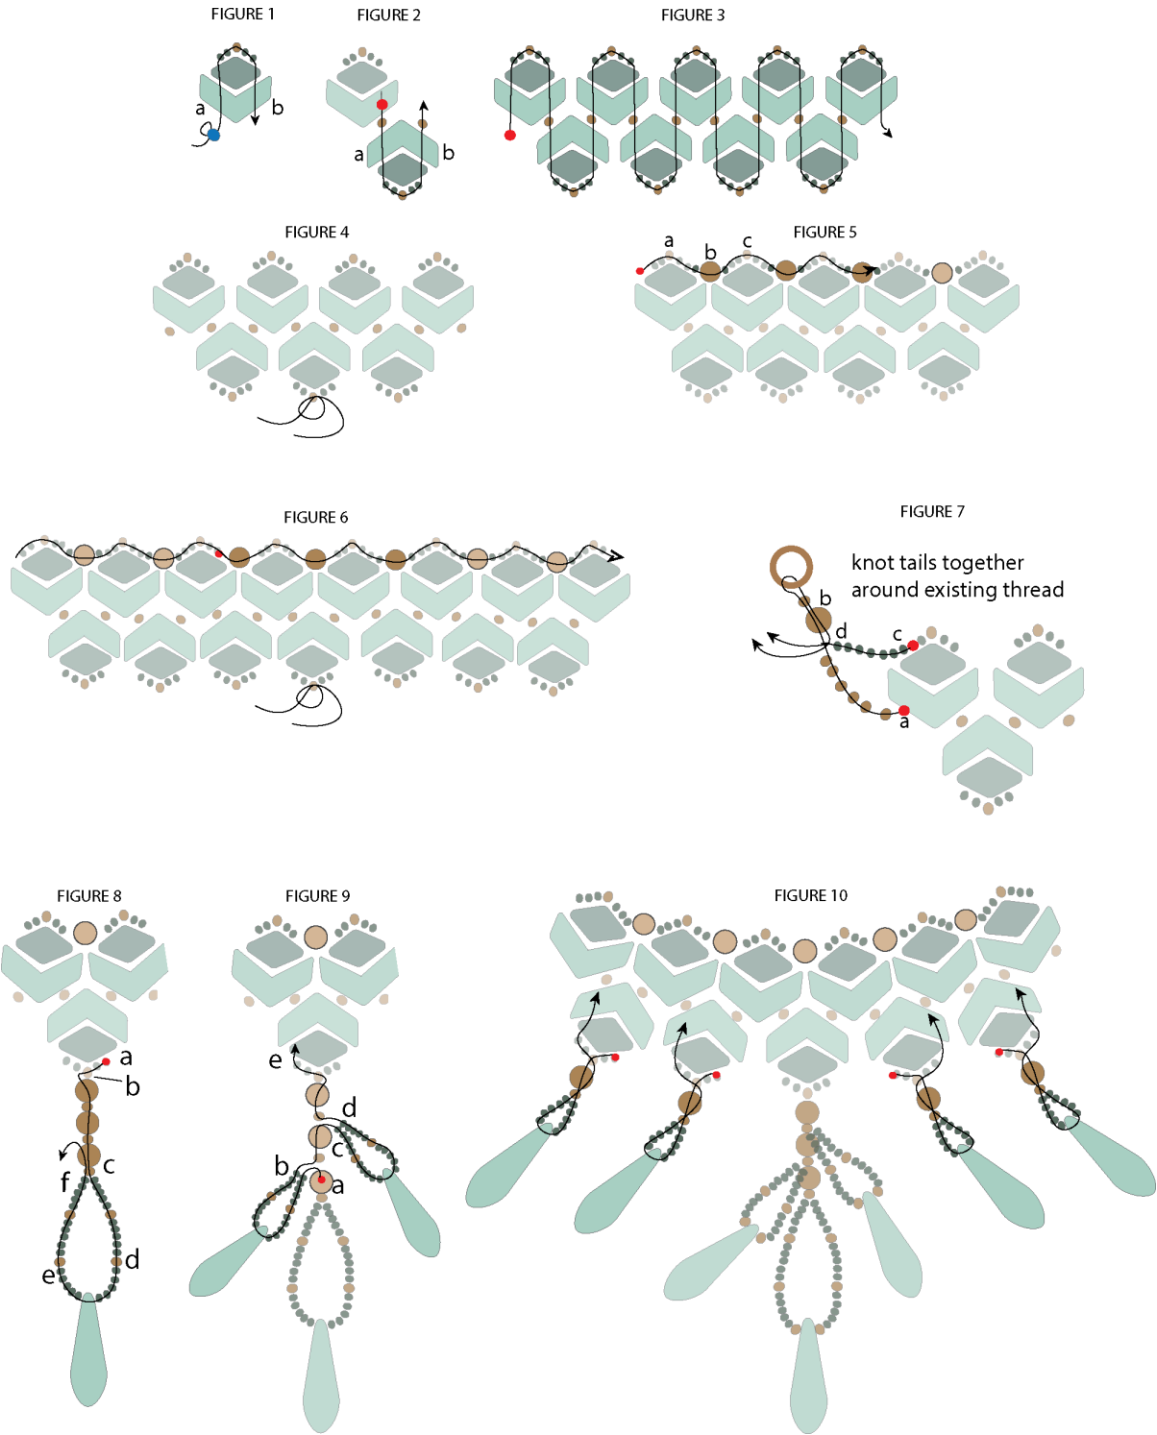 FIGURE 1
FIGURE 2
FIGURE 3
a
b
a
b
FIGURE 4
FIGURE 5
a
b
c
FIGURE 6
FIGURE 7
knot tails together
around existing thread
b
d
c
a
FIGURE 8
FIGURE 9
FIGURE 10
a
b
c
f
d
e
e
d
c
b
a